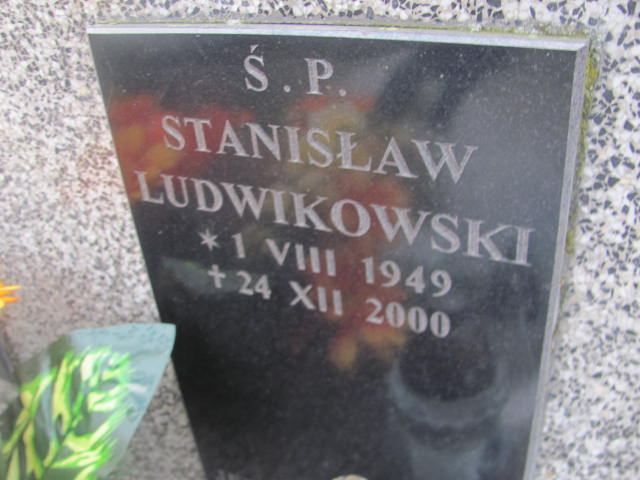 Ś.P.
STANISŁAW
LUDWIKOWSKI
* 1 VIII 1949
✝ 24 XII 2000